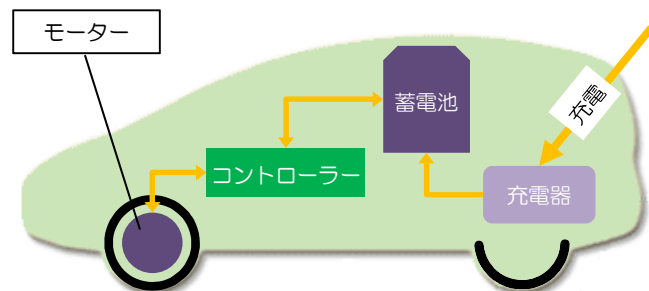 モーター
蓄電池
充電
コントローラー
充電器